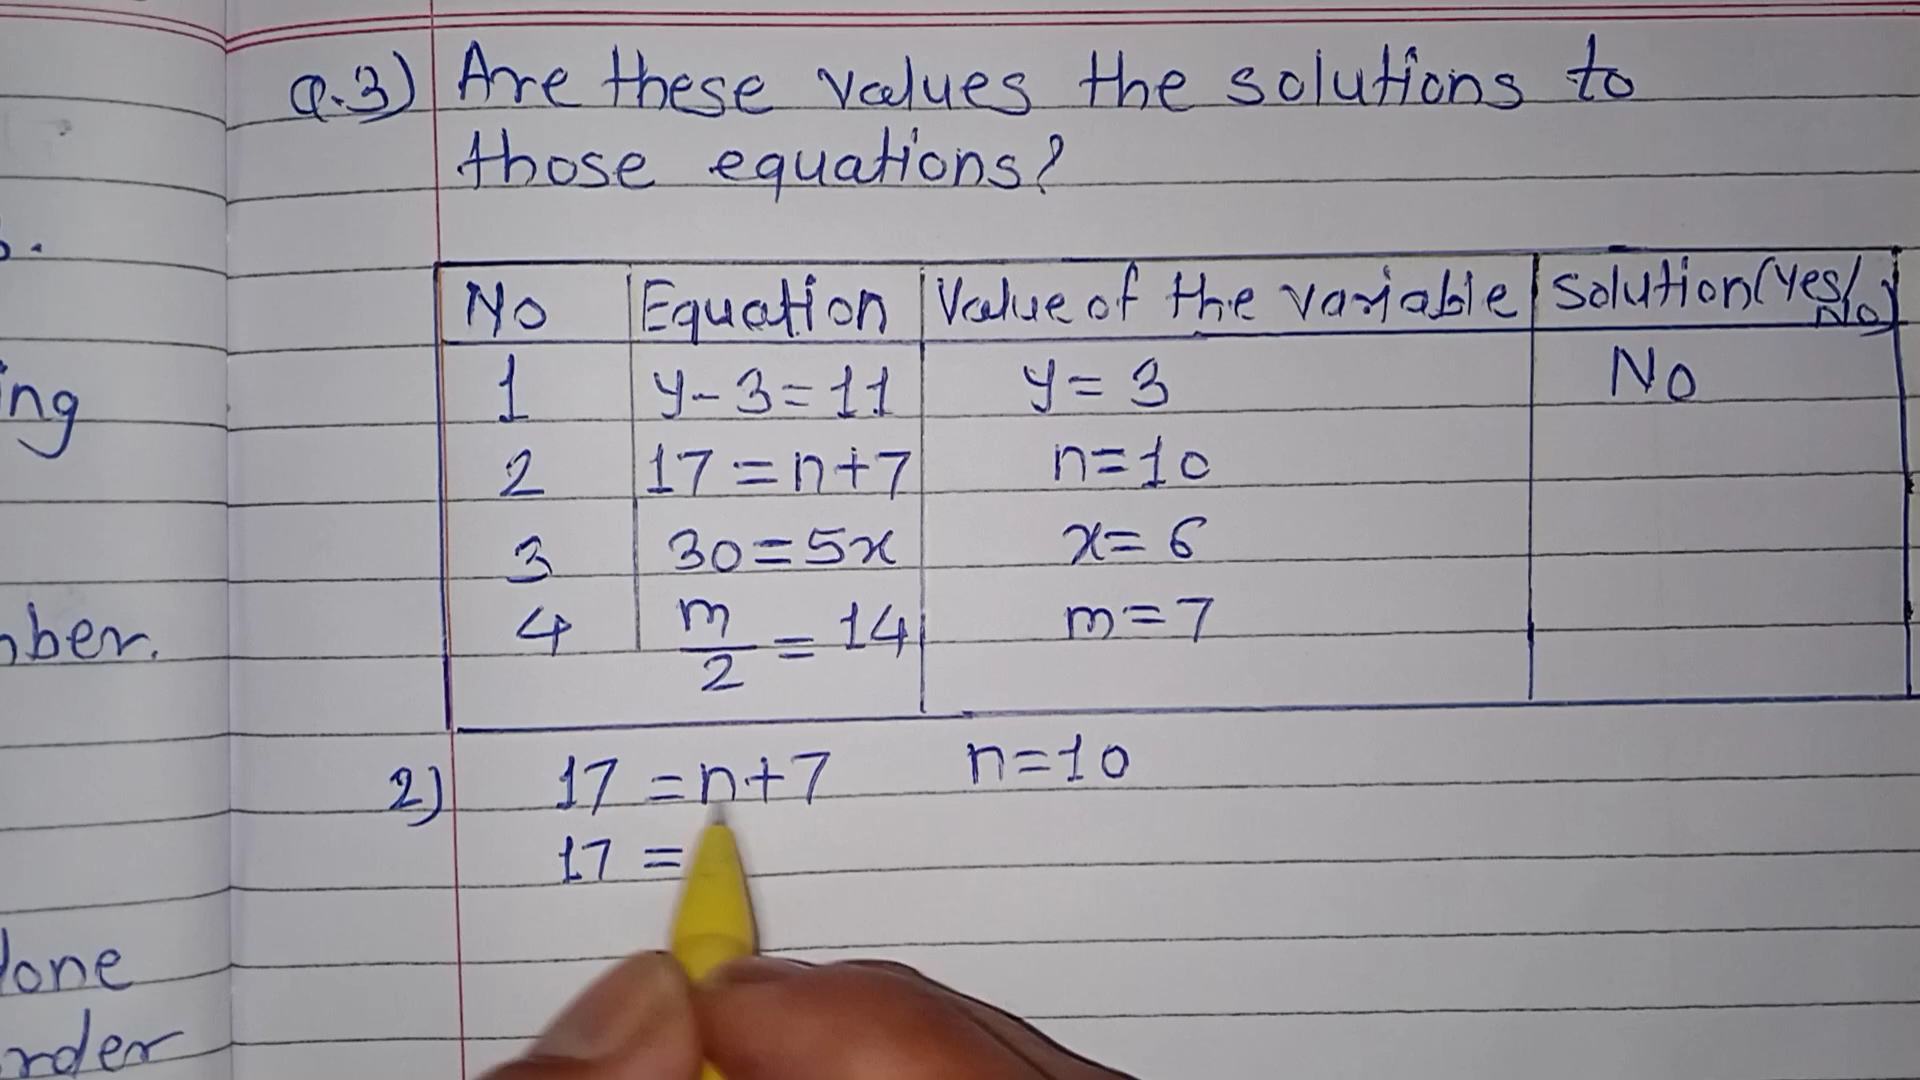 Q.3) Are these values the solutions to
those equations?
No Equation Value of the variable Solution(Yes/No)
1 y-3=11 y=3 No
2 17=n+7 n=10
3 30=5x x=6
4 m/2=14 m=7
2) 17=n+7 n=10
17=
ing
ber.
one
rder